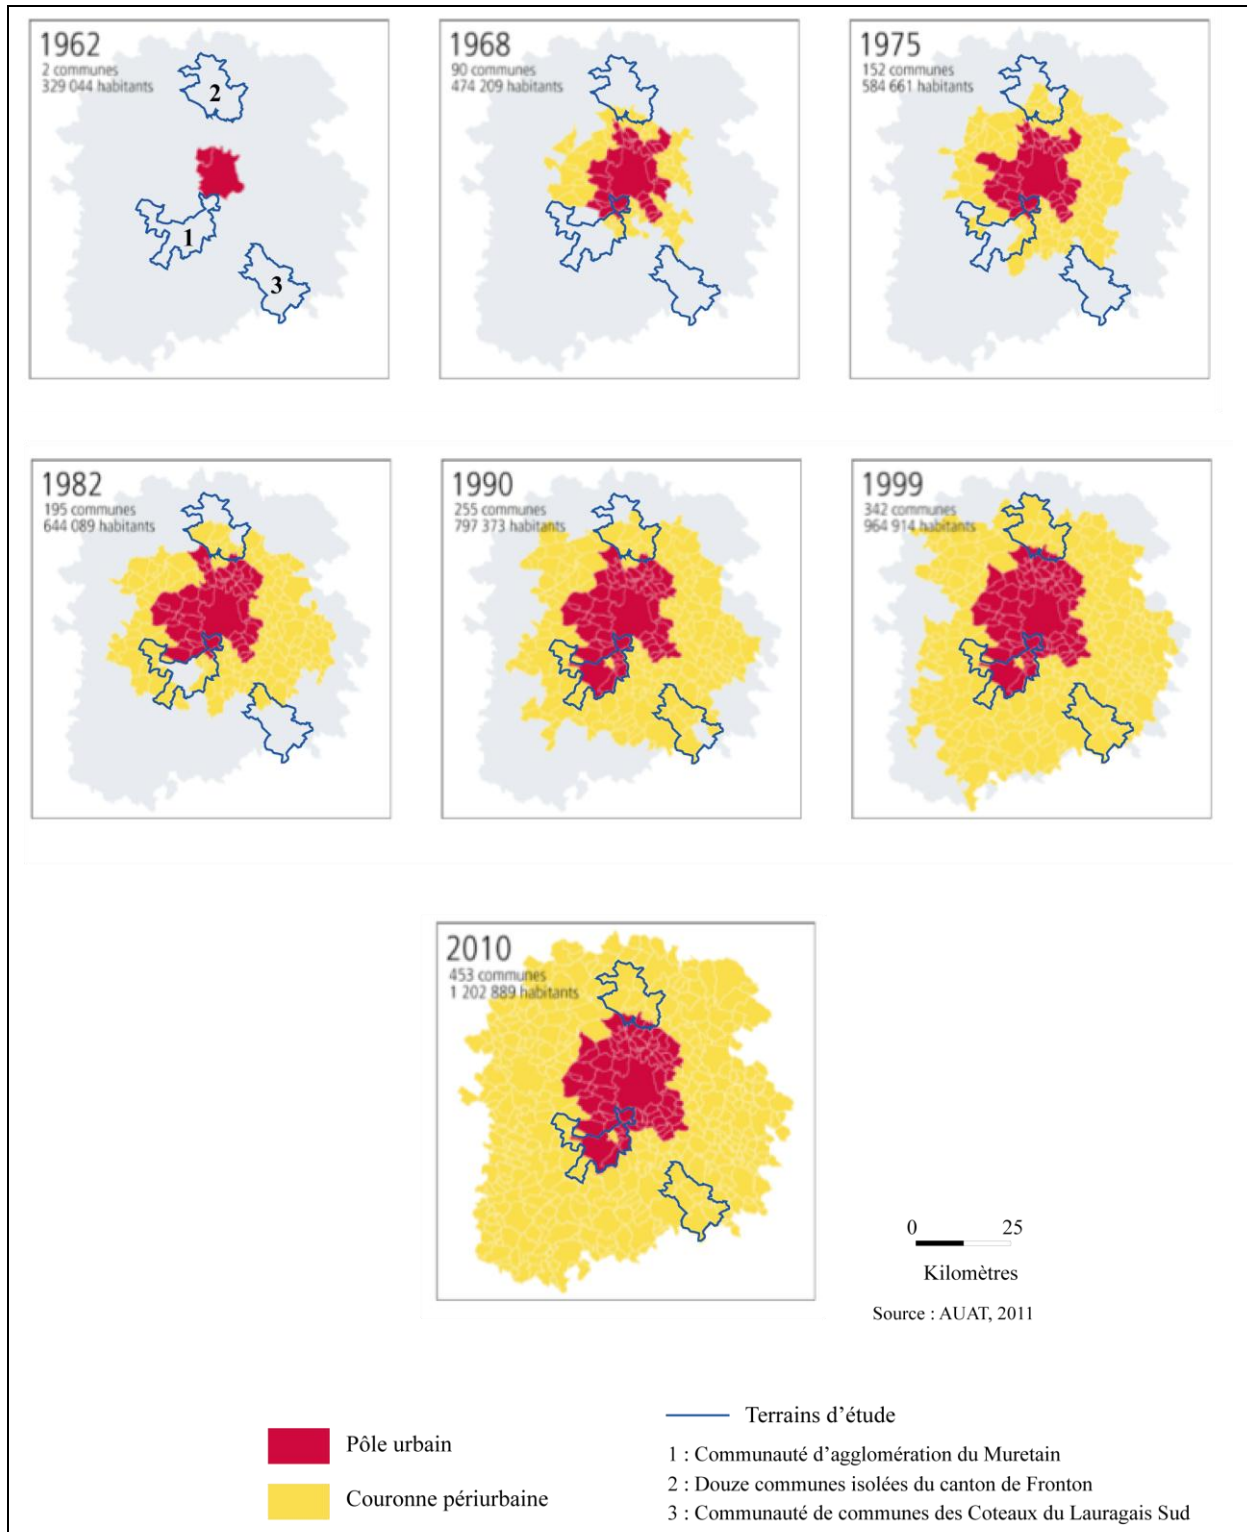 1962
2 communes
329 044 habitants
2
1
3
1968
90 communes
474 209 habitants
1975
152 communes
584 661 habitants
1982
195 communes
644 089 habitants
1990
255 communes
797 373 habitants
1999
342 communes
964 914 habitants
2010
453 communes
1 202 889 habitants
0 25
Kilomètres
Source : AUAT, 2011
Pôle urbain
Couronne périurbaine
Terrains d’étude
1 : Communauté d’agglomération du Muretain
2 : Douze communes isolées du canton de Fronton
3 : Communauté de communes des Coteaux du Lauragais Sud